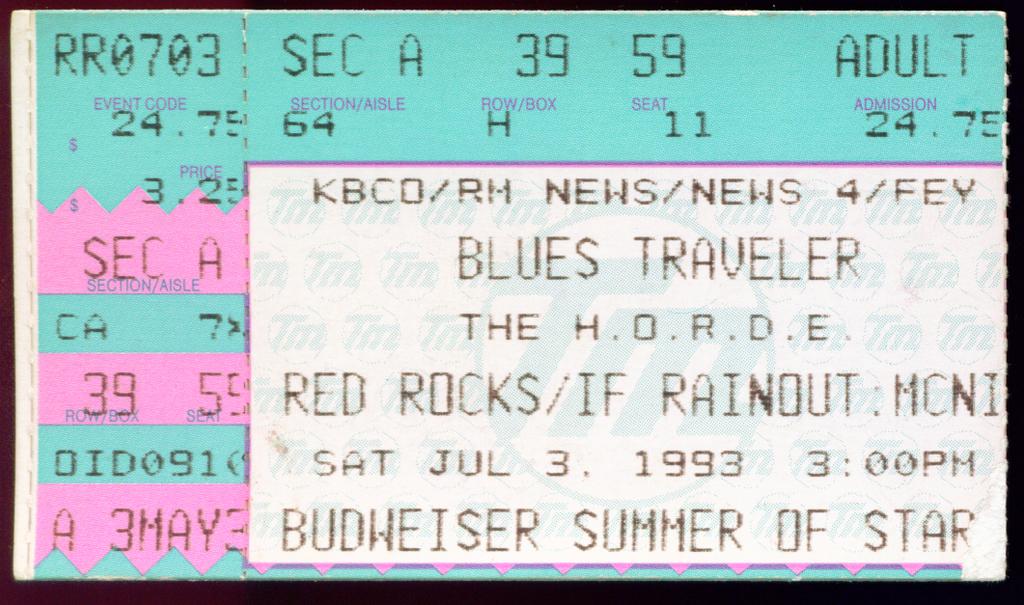 RR0703 SEC A 39 59 ADULT
EVENT CODE SECTION/AISLE ROW/BOX SEAT ADMISSION
$ 24.75 64 H 11 24.75
PRICE
$ 3.25 KBCO/RM NEWS/NEWS 4/FEY
SEC A BLUES TRAVELER
SECTION/AISLE
CA THE H.O.R.D.E.
39 59 RED ROCKS/IF RAINOUT:MCNI
ROW/BOX SEAT
OID091 SAT JUL 3, 1993 3:00PM
A 3MAY3 BUDWEISER SUMMER OF STAR